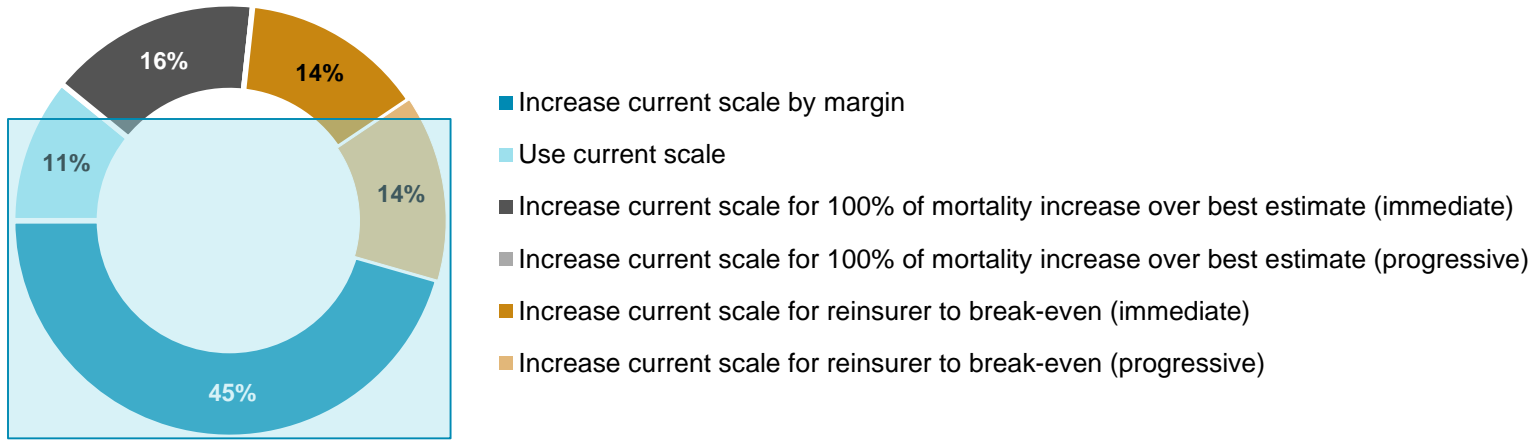 16%
14%
11%
14%
45%
Increase current scale by margin
Use current scale
Increase current scale for 100% of mortality increase over best estimate (immediate)
Increase current scale for 100% of mortality increase over best estimate (progressive)
Increase current scale for reinsurer to break-even (immediate)
Increase current scale for reinsurer to break-even (progressive)